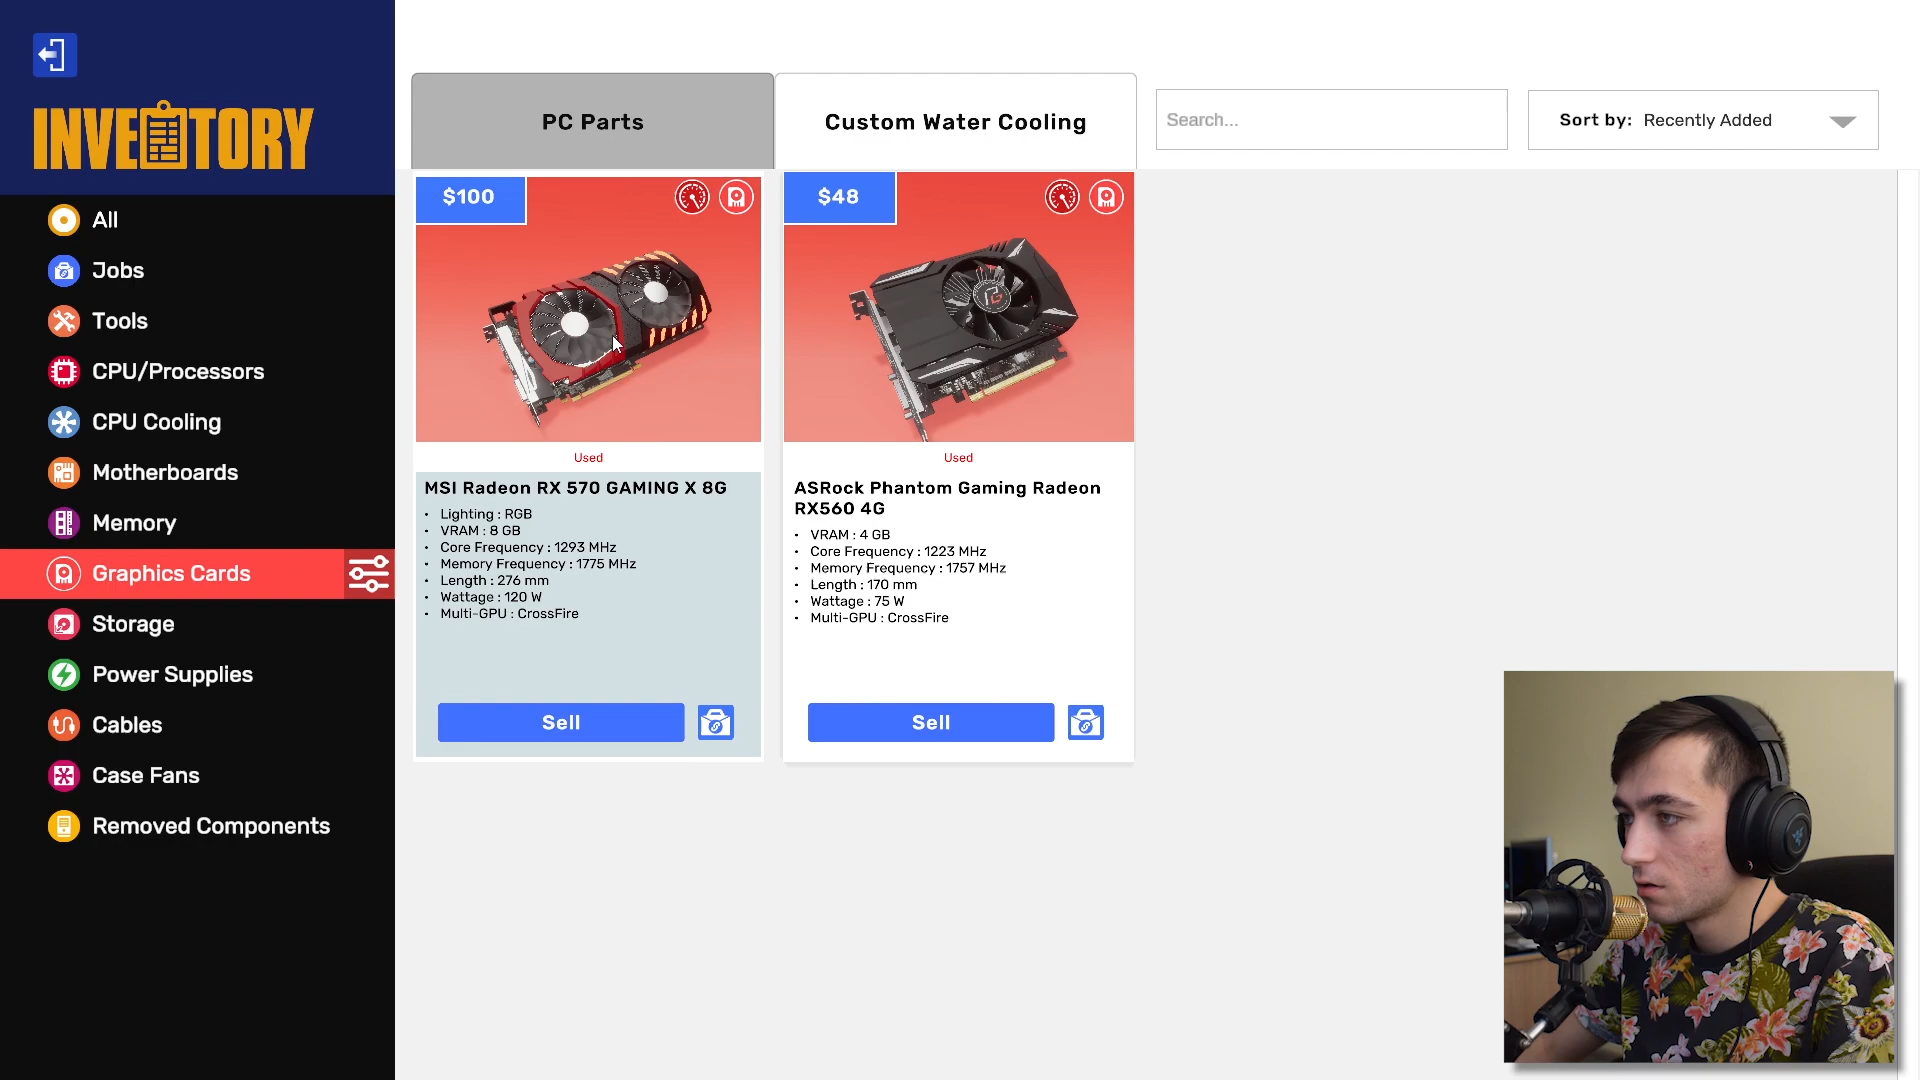 INVENTORY
All
Jobs
Tools
CPU/Processors
CPU Cooling
Motherboards
Memory
Graphics Cards
Storage
Power Supplies
Cables
Case Fans
Removed Components
PC Parts
Custom Water Cooling
Search...
Sort by: Recently Added
$100
Used
MSI Radeon RX 570 GAMING X 8G
• Lighting : RGB
• VRAM : 8 GB
• Core Frequency : 1293 MHz
• Memory Frequency : 1775 MHz
• Length : 276 mm
• Wattage : 120 W
• Multi-GPU : CrossFire
Sell
$48
Used
ASRock Phantom Gaming Radeon
RX560 4G
• VRAM : 4 GB
• Core Frequency : 1223 MHz
• Memory Frequency : 1757 MHz
• Length : 170 mm
• Wattage : 75 W
• Multi-GPU : CrossFire
Sell